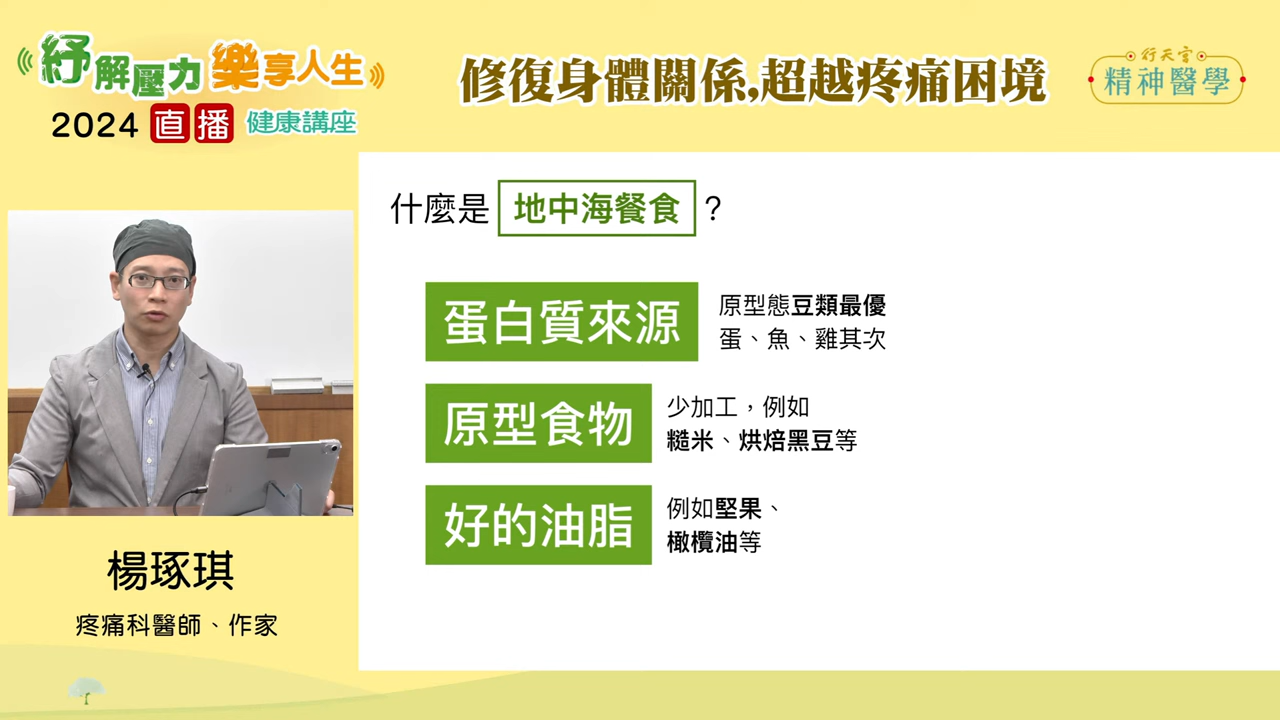 紓解壓力 樂享人生
2024 直播 健康講座
修復身體關係,超越疼痛困境
行天宮
精神醫學
什麼是 地中海餐食 ?
蛋白質來源
原型態豆類最優
蛋、魚、雞其次
原型食物
少加工,例如
糙米、烘焙黑豆等
好的油脂
例如堅果、
橄欖油等
楊琢琪
疼痛科醫師、作家